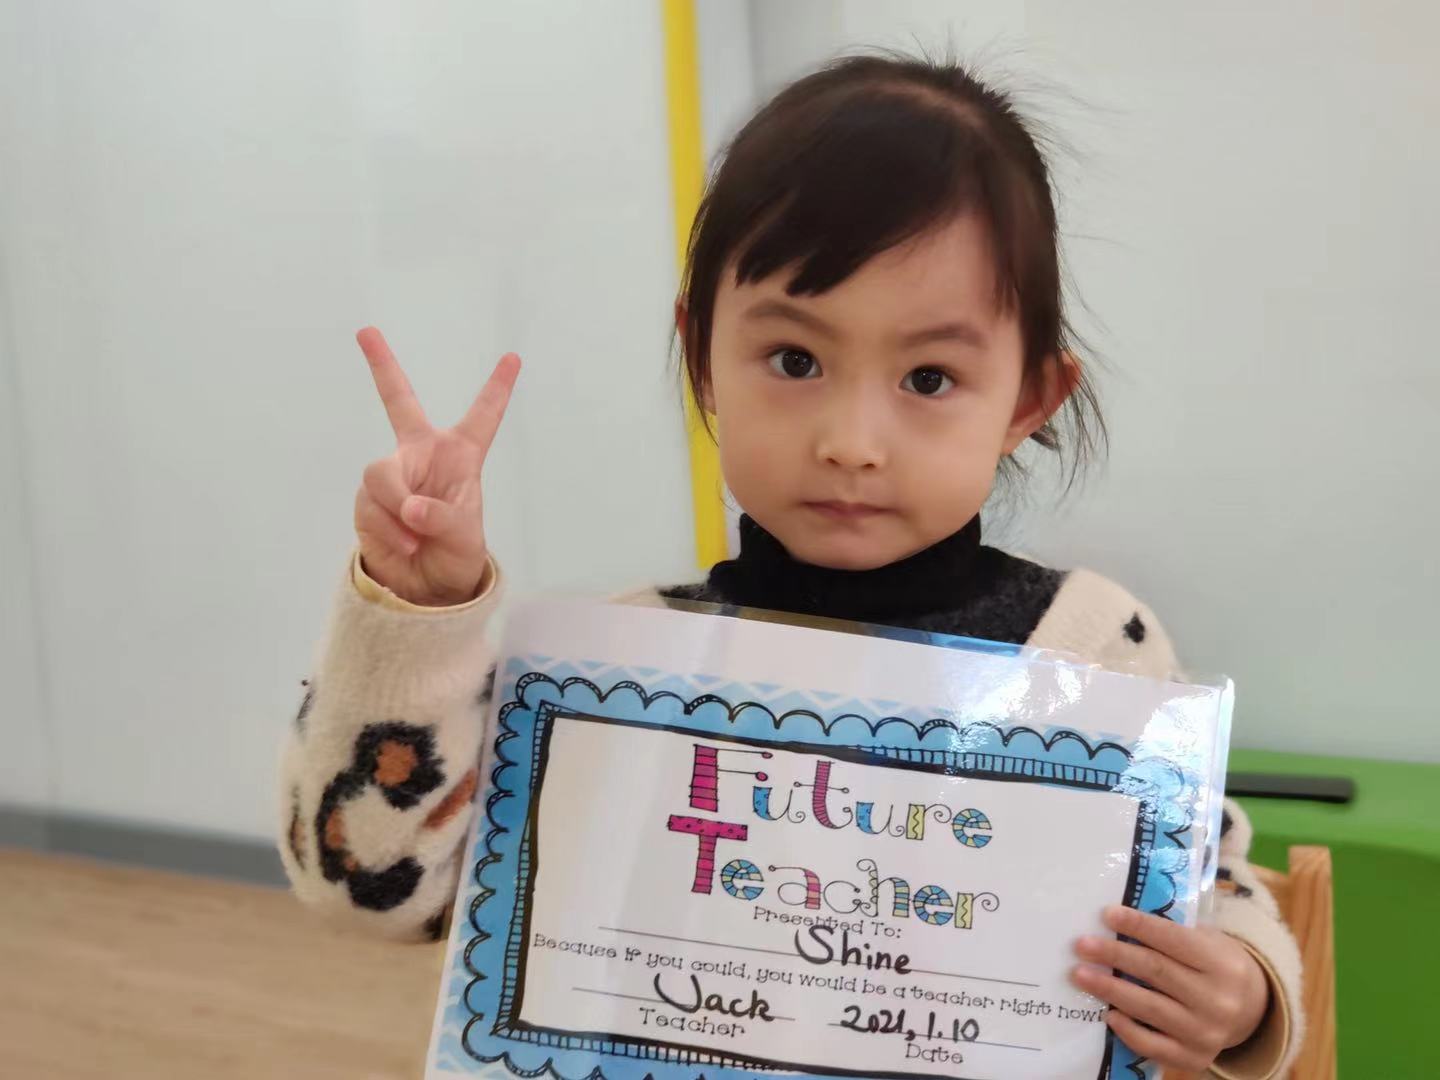 Future
Teacher
Presented To:
Shine
Because if you could, you would be a teacher right now!
Jack 2021,1.10
Teacher Date